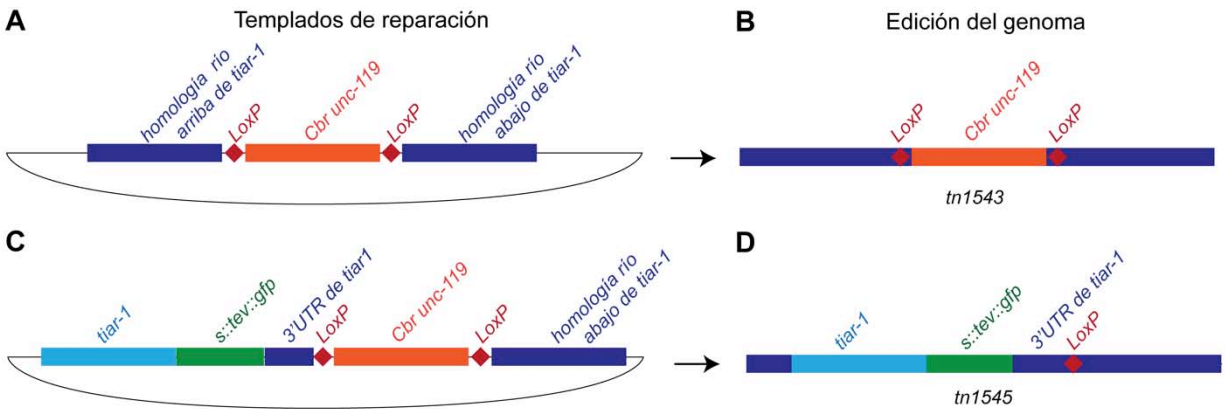 Templados de reparación
Edición del genoma
A
homología río
arriba de tiar-1
LoxP
Cbr unc-119
LoxP
homología río
abajo de tiar-1
B
LoxP
Cbr unc-119
LoxP
tn1543
C
tiar-1
s::tev::gfp
3'UTR de tiar1
LoxP
Cbr unc-119
LoxP
homología río
abajo de tiar-1
D
tiar-1
s::tev::gfp
3'UTR de tiar-1
LoxP
tn1545